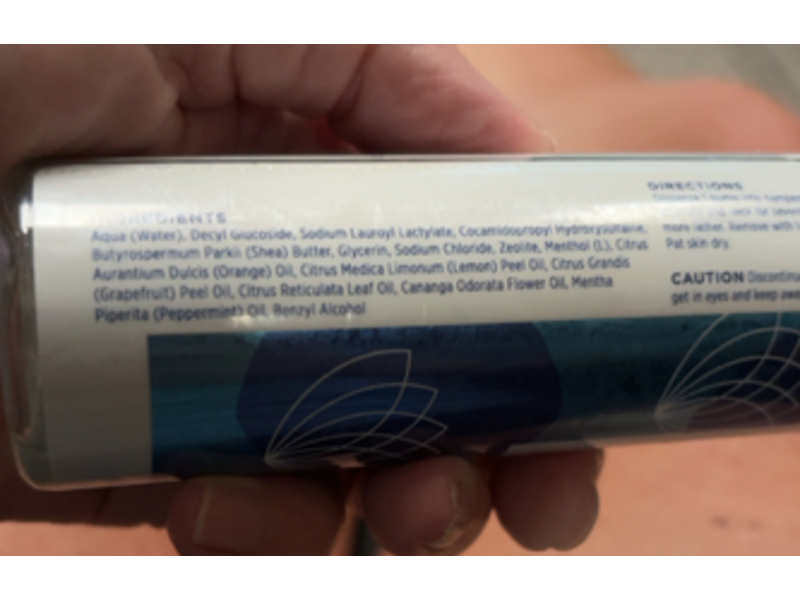 INGREDIENTS
Aqua (Water), Decyl Glucoside, Sodium Lauroyl Lactylate, Cocamidopropyl Hydroxysultaine,
Butyrospermum Parkii (Shea) Butter, Glycerin, Sodium Chloride, Zeolite, Menthol (L), Citrus
Aurantium Dulcis (Orange) Oil, Citrus Medica Limonum (Lemon) Peel Oil, Citrus Grandis
(Grapefruit) Peel Oil, Citrus Reticulata Leaf Oil, Cananga Odorata Flower Oil, Mentha
Piperita (Peppermint) Oil, Benzyl Alcohol
DIRECTIONS
more lather. Remove with
Pat skin dry.
CAUTION Discontinue
get in eyes and keep